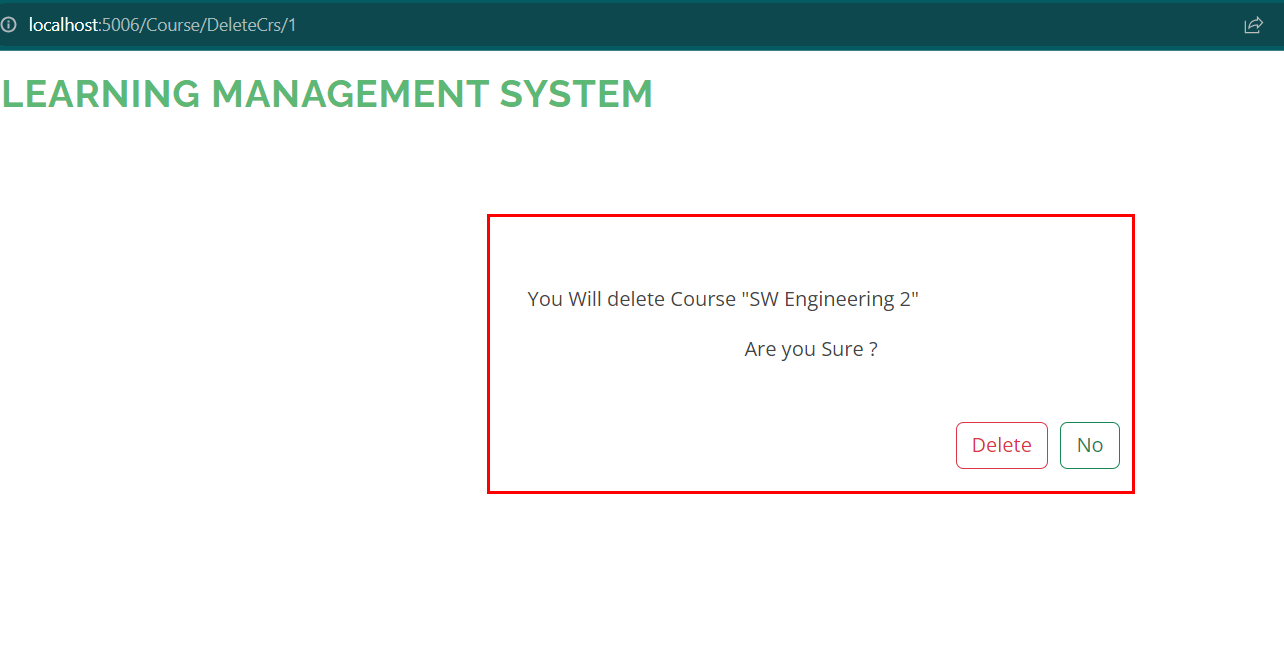 localhost:5006/Course/DeleteCrs/1
LEARNING MANAGEMENT SYSTEM
You Will delete Course "SW Engineering 2"
Are you Sure ?
Delete No